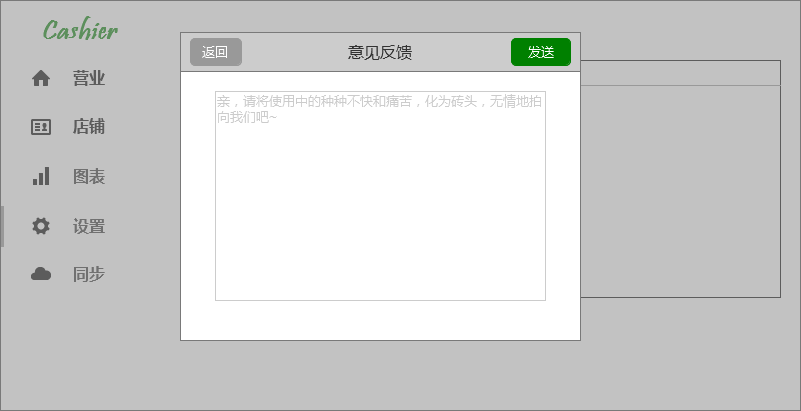 Cashier
营业
店铺
图表
设置
同步
返回
意见反馈
发送
亲，请将使用中的种种不快和痛苦，化为砖头，无情地拍
向我们吧~